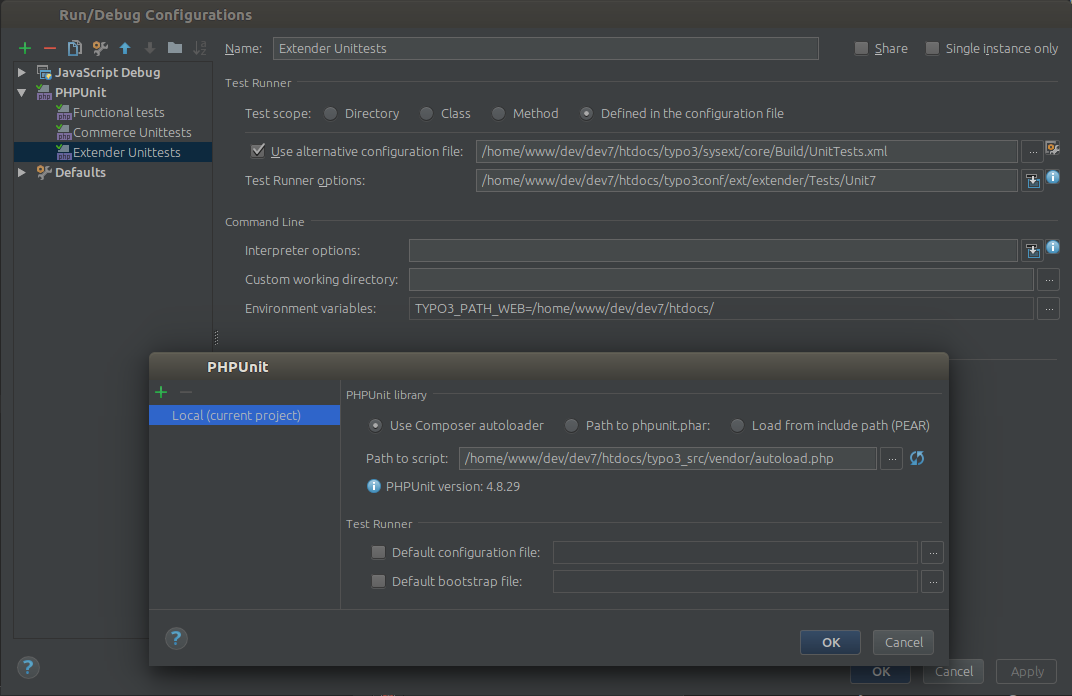 Run/Debug Configurations
Name: Extender Unittests Share Single instance only
JavaScript Debug
PHPUnit
Functional tests
Commerce Unittests
Extender Unittests
Defaults
Test Runner
Test scope: Directory Class Method Defined in the configuration file
Use alternative configuration file: /home/www/dev/dev7/htdocs/typo3/sysext/core/Build/UnitTests.xml ...
Test Runner options: /home/www/dev/dev7/htdocs/typo3conf/ext/extender/Tests/Unit7
Command Line
Interpreter options:
Custom working directory: ...
Environment variables: TYPO3_PATH_WEB=/home/www/dev/dev7/htdocs/ ...
PHPUnit
Local (current project)
PHPUnit library
Use Composer autoloader Path to phpunit.phar: Load from include path (PEAR)
Path to script: /home/www/dev/dev7/htdocs/typo3_src/vendor/autoload.php ...
PHPUnit version: 4.8.29
Test Runner
Default configuration file: ...
Default bootstrap file: ...
? OK Cancel
? OK Cancel Apply